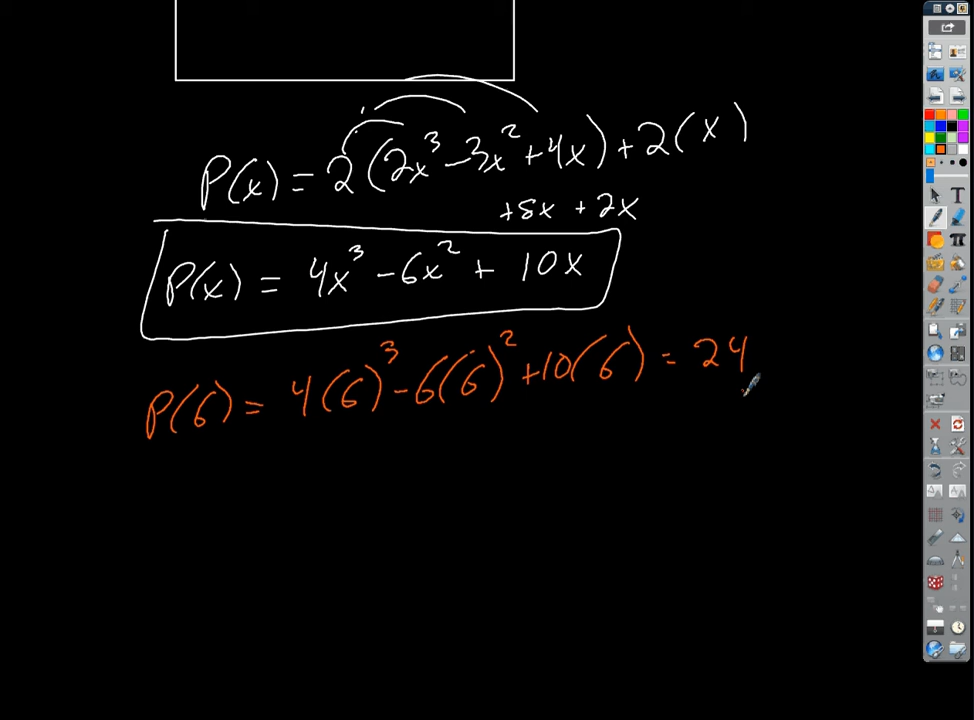 P(x) = 2(2x³ - 3x² + 4x) + 2(x)
+8x + 2x
P(x) = 4x³ - 6x² + 10x
P(6) = 4(6)³ - 6(6)² + 10(6) = 24